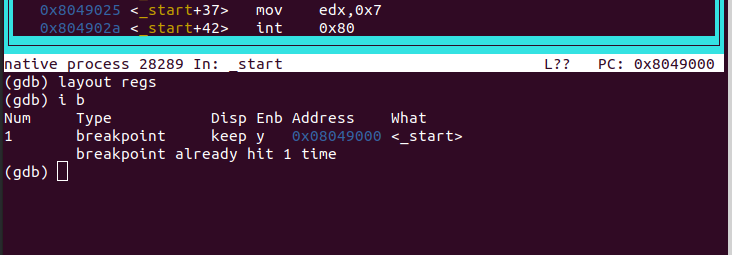 0x8049025 <_start+37> mov edx,0x7
0x804902a <_start+42> int 0x80
native process 28289 In: _start L?? PC: 0x8049000
(gdb) layout regs
(gdb) i b
Num Type Disp Enb Address What
1 breakpoint keep y 0x08049000 <_start>
breakpoint already hit 1 time
(gdb)